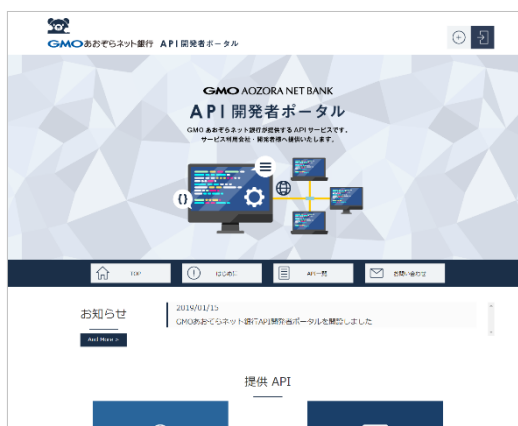 GMOあおぞらネット銀行 API開発者ポータル
GMO AOZORA NET BANK
API開発者ポータル
GMO あおぞらネット銀行が提供する API サービスです。
サービス利用会社・開発者様へ提供いたします。
{}
TOP
はじめに
API一覧
お問い合わせ
お知らせ
And More >
2019/01/15
GMOあおぞらネット銀行API開発者ポータルを開設しました
提供 API